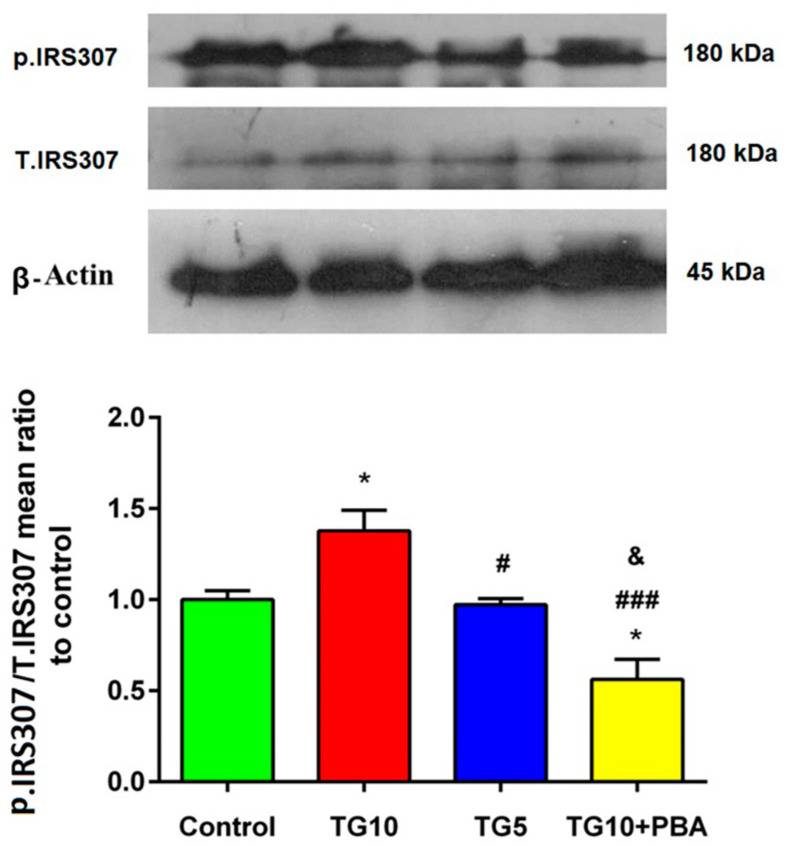 p.IRS307 180 kDa
T.IRS307 180 kDa
β-Actin 45 kDa
p.IRS307/T.IRS307 mean ratio
to control
2.0
1.5
1.0
0.5
0.0
*
#
&
###
*
Control TG10 TG5 TG10+PBA